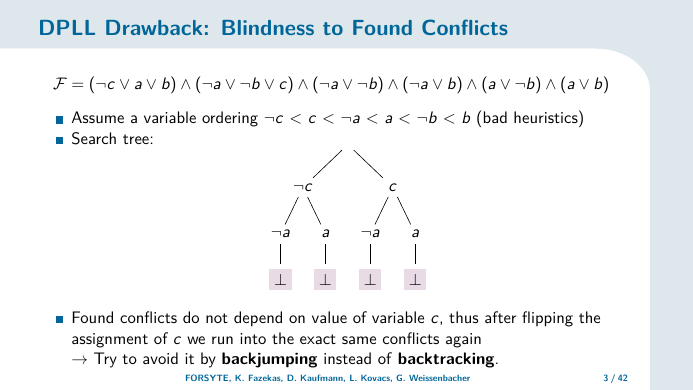 DPLL Drawback: Blindness to Found Conflicts
ℱ = (¬c ∨ a ∨ b) ∧ (¬a ∨ ¬b ∨ c) ∧ (¬a ∨ ¬b) ∧ (¬a ∨ b) ∧ (a ∨ ¬b) ∧ (a ∨ b)
Assume a variable ordering ¬c < c < ¬a < a < ¬b < b (bad heuristics)
Search tree:
¬c c
¬a a ¬a a
⊥ ⊥ ⊥ ⊥
Found conflicts do not depend on value of variable c, thus after flipping the
assignment of c we run into the exact same conflicts again
→ Try to avoid it by backjumping instead of backtracking.
FORSYTE, K. Fazekas, D. Kaufmann, L. Kovacs, G. Weissenbacher 3 / 42